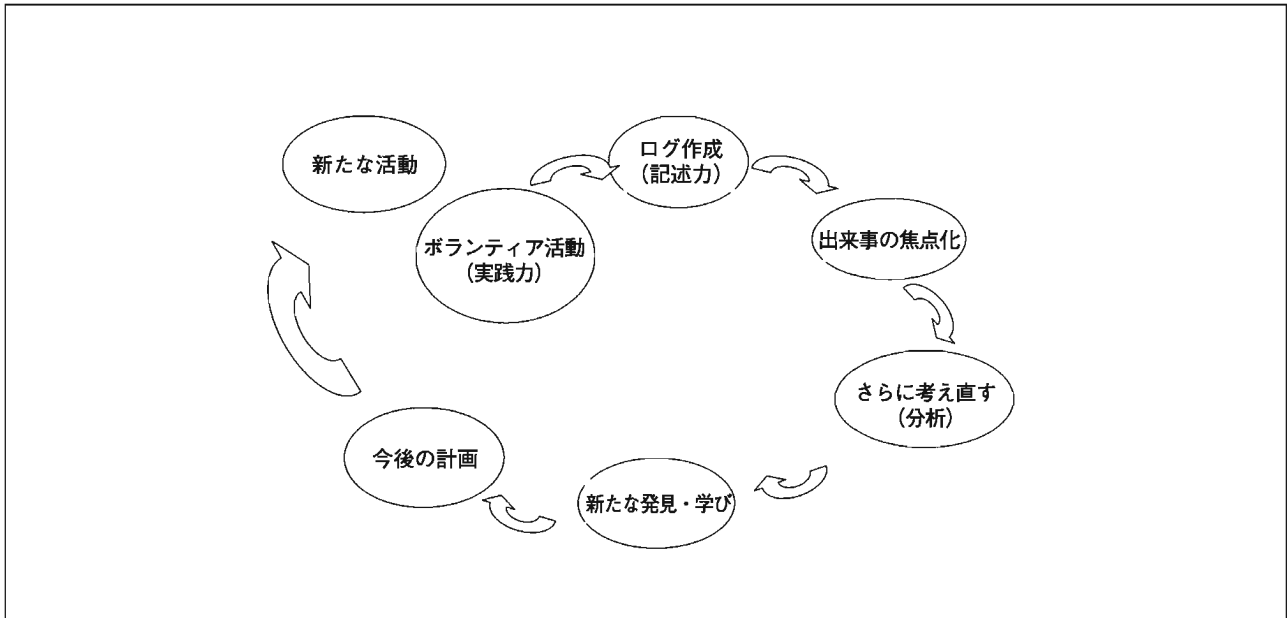 新たな活動
ボランティア活動
（実践力）
ログ作成
（記述力）
出来事の焦点化
さらに考え直す
（分析）
新たな発見・学び
今後の計画